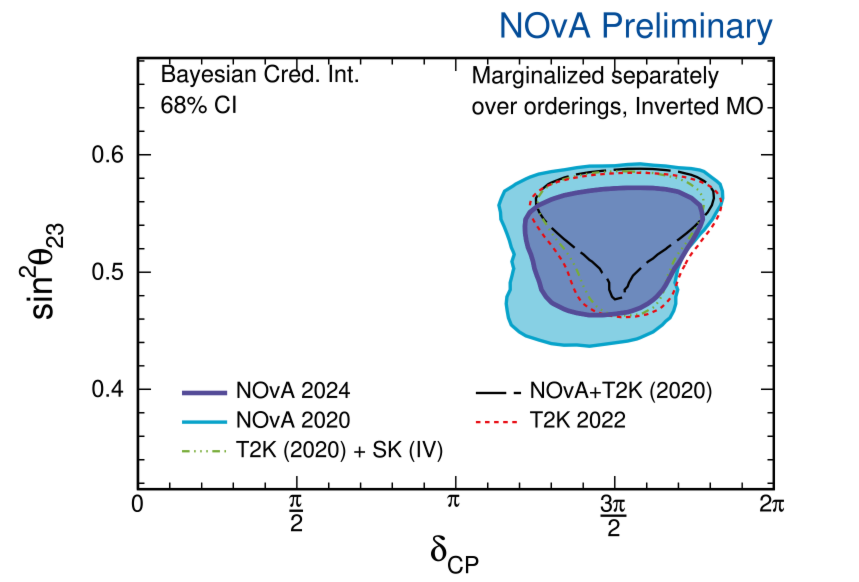 NOvA Preliminary
Bayesian Cred. Int.
68% CI
Marginalized separately
over orderings, Inverted MO
0.6
0.5
0.4
sin²θ₂₃
NOvA 2024
NOvA 2020
T2K (2020) + SK (IV)
NOvA+T2K (2020)
T2K 2022
0
π/2
π
3π/2
2π
δCP